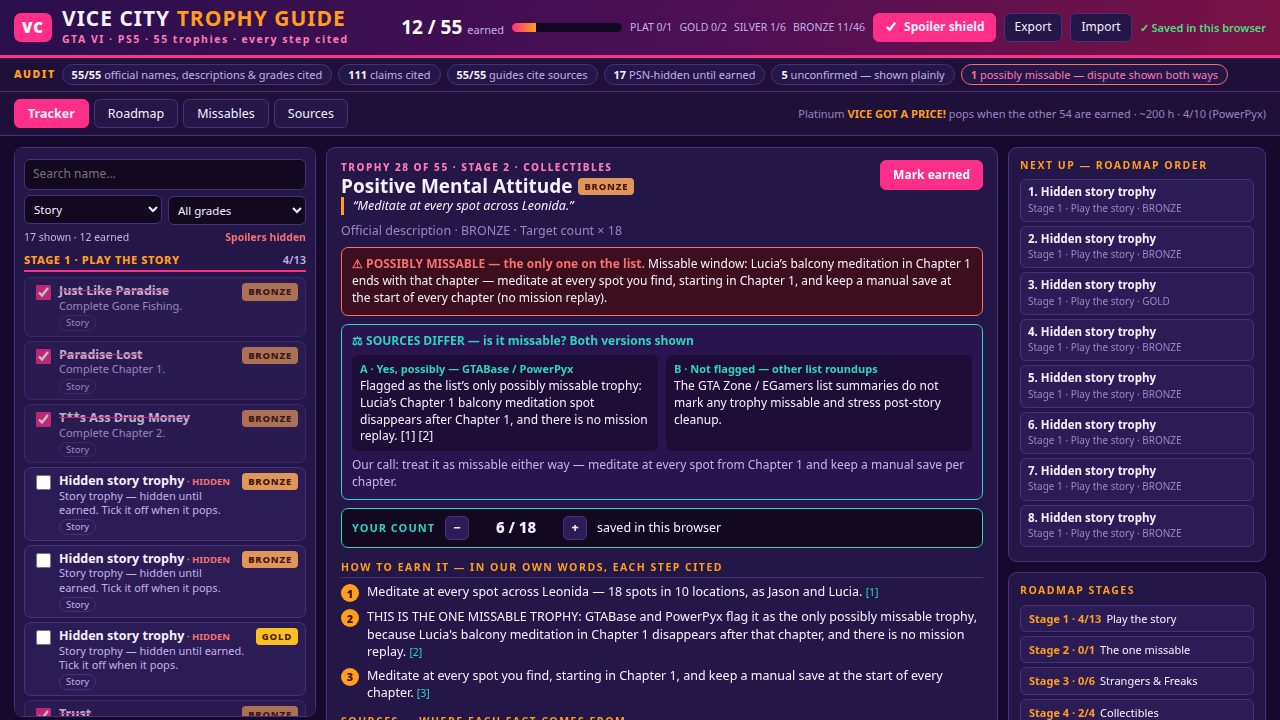 VC
VICE CITY TROPHY GUIDE
GTA VI · PS5 · 55 trophies · every step cited
12 / 55 earned
PLAT 0/1 GOLD 0/2 SILVER 1/6 BRONZE 11/46
✓ Spoiler shield
Export
Import
✓ Saved in this browser
AUDIT
55/55 official names, descriptions & grades cited
111 claims cited
55/55 guides cite sources
17 PSN-hidden until earned
5 unconfirmed — shown plainly
1 possibly missable — dispute shown both ways
Tracker
Roadmap
Missables
Sources
Platinum VICE GOT A PRICE! pops when the other 54 are earned · ~200 h · 4/10 (PowerPyx)
Search name...
Story
All grades
17 shown · 12 earned
Spoilers hidden
STAGE 1 · PLAY THE STORY
4/13
Just Like Paradise
BRONZE
Complete Gone Fishing.
Story
Paradise Lost
BRONZE
Complete Chapter 1.
Story
T**s Ass Drug Money
BRONZE
Complete Chapter 2.
Story
Hidden story trophy · HIDDEN
BRONZE
Story trophy — hidden until
earned. Tick it off when it pops.
Story
Hidden story trophy · HIDDEN
BRONZE
Story trophy — hidden until
earned. Tick it off when it pops.
Story
Hidden story trophy · HIDDEN
GOLD
Story trophy — hidden until earned.
Tick it off when it pops.
Story
Trust
BRONZE
TROPHY 28 OF 55 · STAGE 2 · COLLECTIBLES
Positive Mental Attitude BRONZE
Mark earned
“Meditate at every spot across Leonida.”
Official description · BRONZE · Target count × 18
⚠ POSSIBLY MISSABLE — the only one on the list. Missable window: Lucia’s balcony meditation in Chapter 1
ends with that chapter — meditate at every spot you find, starting in Chapter 1, and keep a manual save at
the start of every chapter (no mission replay).
⚖ SOURCES DIFFER — is it missable? Both versions shown
A · Yes, possibly — GTABase / PowerPyx
Flagged as the list’s only possibly missable trophy:
Lucia’s Chapter 1 balcony meditation spot
disappears after Chapter 1, and there is no mission
replay. [1] [2]
B · Not flagged — other list roundups
The GTA Zone / EGamers list summaries do not
mark any trophy missable and stress post-story
cleanup.
Our call: treat it as missable either way — meditate at every spot from Chapter 1 and keep a manual save per
chapter.
YOUR COUNT
−
6 / 18
+
saved in this browser
HOW TO EARN IT — IN OUR OWN WORDS, EACH STEP CITED
1 Meditate at every spot across Leonida — 18 spots in 10 locations, as Jason and Lucia. [1]
2 THIS IS THE ONE MISSABLE TROPHY: GTABase and PowerPyx flag it as the only possibly missable trophy,
because Lucia's balcony meditation in Chapter 1 disappears after that chapter, and there is no mission
replay. [2]
3 Meditate at every spot you find, starting in Chapter 1, and keep a manual save at the start of every
chapter. [3]
SOURCES — WHERE EACH FACT COMES FROM
NEXT UP — ROADMAP ORDER
1. Hidden story trophy
Stage 1 · Play the story · BRONZE
2. Hidden story trophy
Stage 1 · Play the story · BRONZE
3. Hidden story trophy
Stage 1 · Play the story · GOLD
4. Hidden story trophy
Stage 1 · Play the story · BRONZE
5. Hidden story trophy
Stage 1 · Play the story · BRONZE
6. Hidden story trophy
Stage 1 · Play the story · BRONZE
7. Hidden story trophy
Stage 1 · Play the story · BRONZE
8. Hidden story trophy
Stage 1 · Play the story · BRONZE
ROADMAP STAGES
Stage 1 · 4/13 Play the story
Stage 2 · 0/1 The one missable
Stage 3 · 0/6 Strangers & Freaks
Stage 4 · 2/4 Collectibles